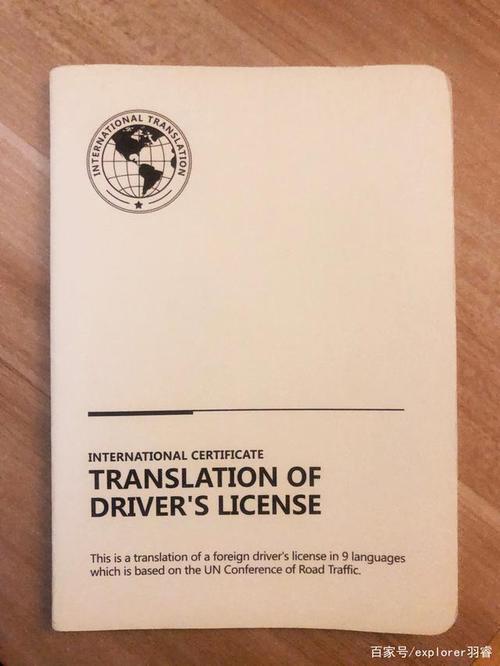 INTERNATIONAL TRANSLATION
INTERNATIONAL CERTIFICATE
TRANSLATION OF
DRIVER'S LICENSE
This is a translation of a foreign driver's license in 9 languages
which is based on the UN Conference of Road Traffic.
百家号/explorer羽睿